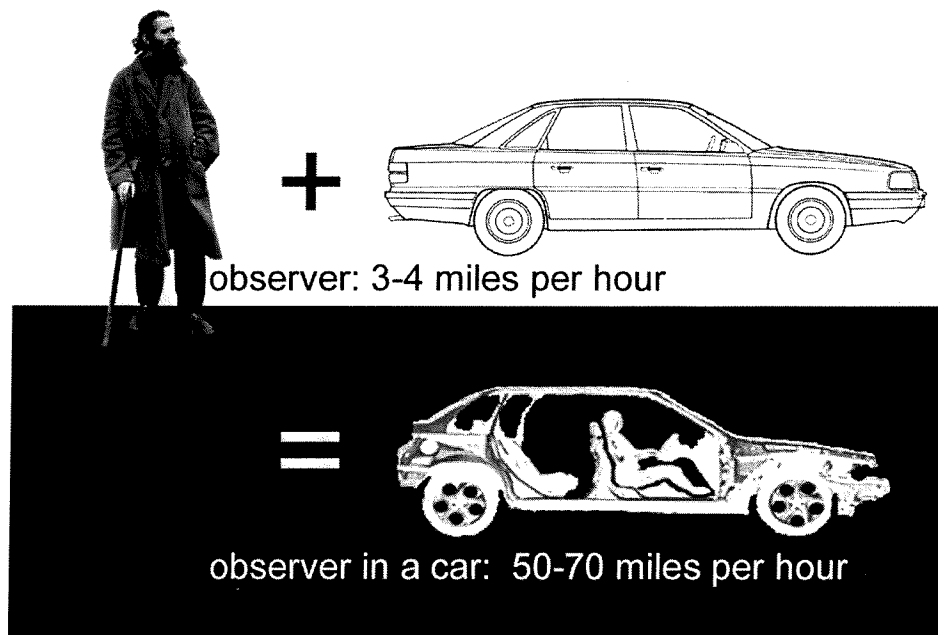 +
observer: 3-4 miles per hour
=
observer in a car: 50-70 miles per hour